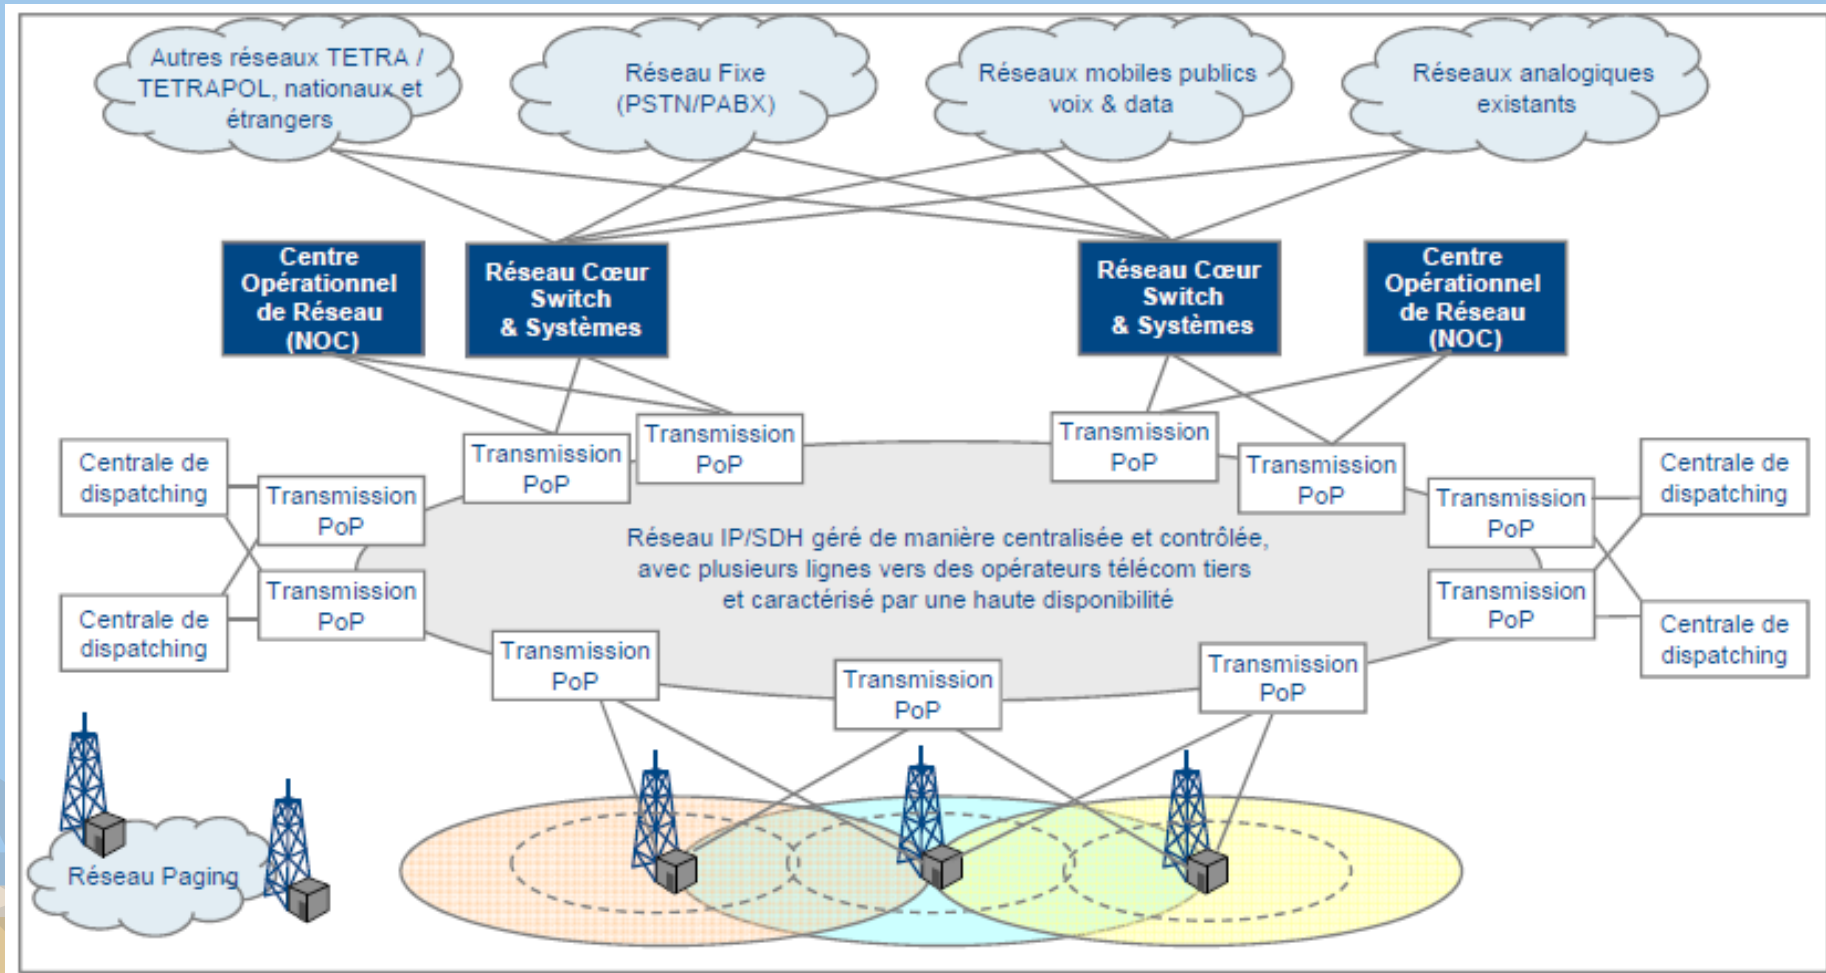 Autres réseaux TETRA /
TETRAPOL, nationaux et
étrangers
Réseau Fixe
(PSTN/PABX)
Réseaux mobiles publics
voix & data
Réseaux analogiques
existants
Centre
Opérationnel
de Réseau
(NOC)
Réseau Cœur
Switch
& Systèmes
Réseau Cœur
Switch
& Systèmes
Centre
Opérationnel
de Réseau
(NOC)
Transmission
PoP
Transmission
PoP
Transmission
PoP
Transmission
PoP
Centrale de
dispatching
Transmission
PoP
Transmission
PoP
Centrale de
dispatching
Réseau IP/SDH géré de manière centralisée et contrôlée,
avec plusieurs lignes vers des opérateurs télécom tiers
et caractérisé par une haute disponibilité
Centrale de
dispatching
Transmission
PoP
Transmission
PoP
Centrale de
dispatching
Transmission
PoP
Transmission
PoP
Transmission
PoP
Réseau Paging